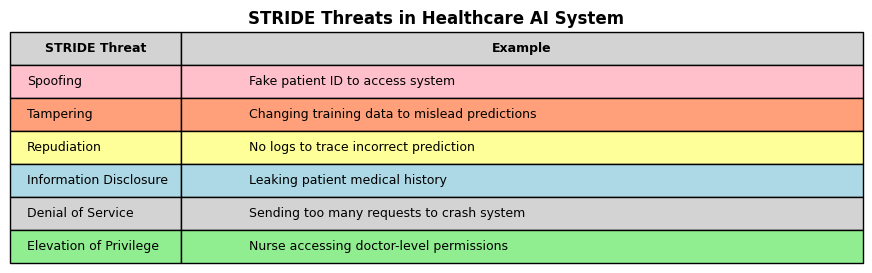 STRIDE Threats in Healthcare AI System
STRIDE Threat Example
Spoofing Fake patient ID to access system
Tampering Changing training data to mislead predictions
Repudiation No logs to trace incorrect prediction
Information Disclosure Leaking patient medical history
Denial of Service Sending too many requests to crash system
Elevation of Privilege Nurse accessing doctor-level permissions